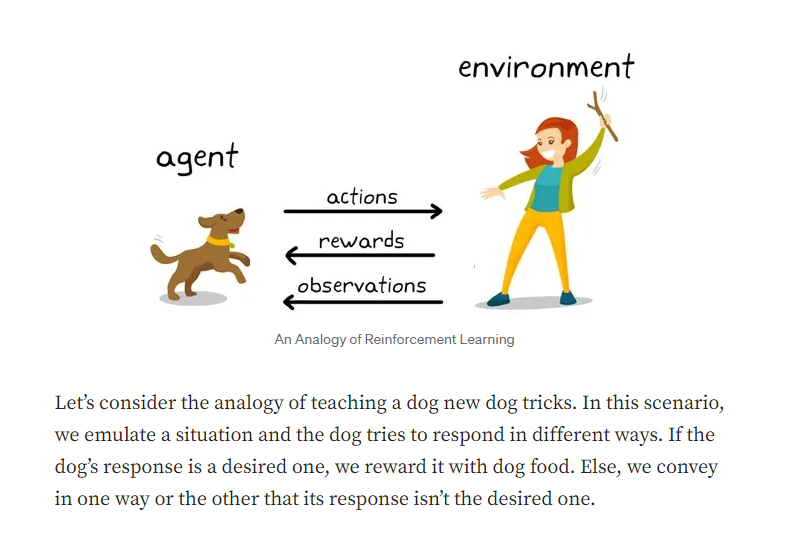 environment
agent
actions
rewards
observations
An Analogy of Reinforcement Learning
Let’s consider the analogy of teaching a dog new dog tricks. In this scenario,
we emulate a situation and the dog tries to respond in different ways. If the
dog’s response is a desired one, we reward it with dog food. Else, we convey
in one way or the other that its response isn’t the desired one.